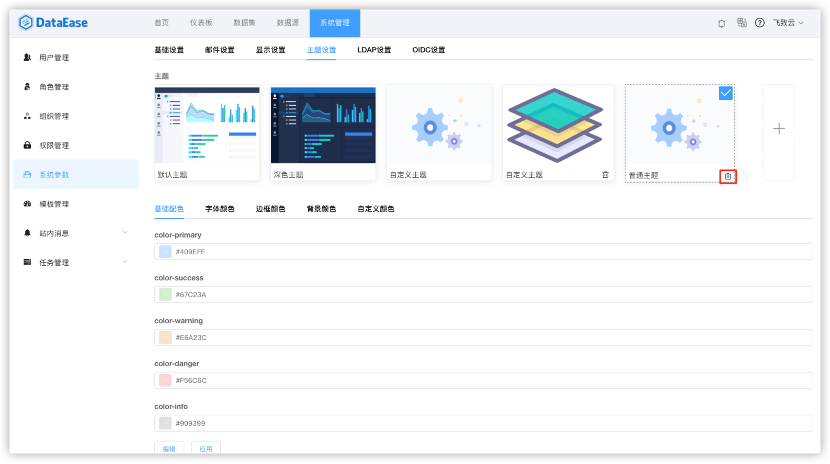 DataEase
首页 仪表板 数据集 数据源 系统管理 飞致云
用户管理
角色管理
组织管理
权限管理
系统参数
模板管理
站内消息
任务管理
基础设置 邮件设置 显示设置 主题设置 LDAP设置 OIDC设置
主题
默认主题 深色主题 自定义主题 自定义主题 普通主题
基础配色 字体颜色 边框颜色 背景颜色 自定义颜色
color-primary
#409EFF
color-success
#67C23A
color-warning
#E6A23C
color-danger
#F56C6C
color-info
#909399
编辑 应用